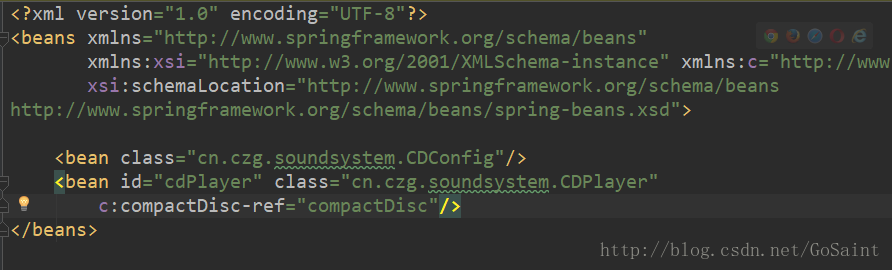 <?xml version="1.0" encoding="UTF-8"?>
<beans xmlns="http://www.springframework.org/schema/beans"
xmlns:xsi="http://www.w3.org/2001/XMLSchema-instance" xmlns:c="http://www
xsi:schemaLocation="http://www.springframework.org/schema/beans
http://www.springframework.org/schema/beans/spring-beans.xsd">
<bean class="cn.czg.soundsystem.CDConfig"/>
<bean id="cdPlayer" class="cn.czg.soundsystem.CDPlayer"
c:compactDisc-ref="compactDisc"/>
</beans>
http://blog.csdn.net/GoSaint